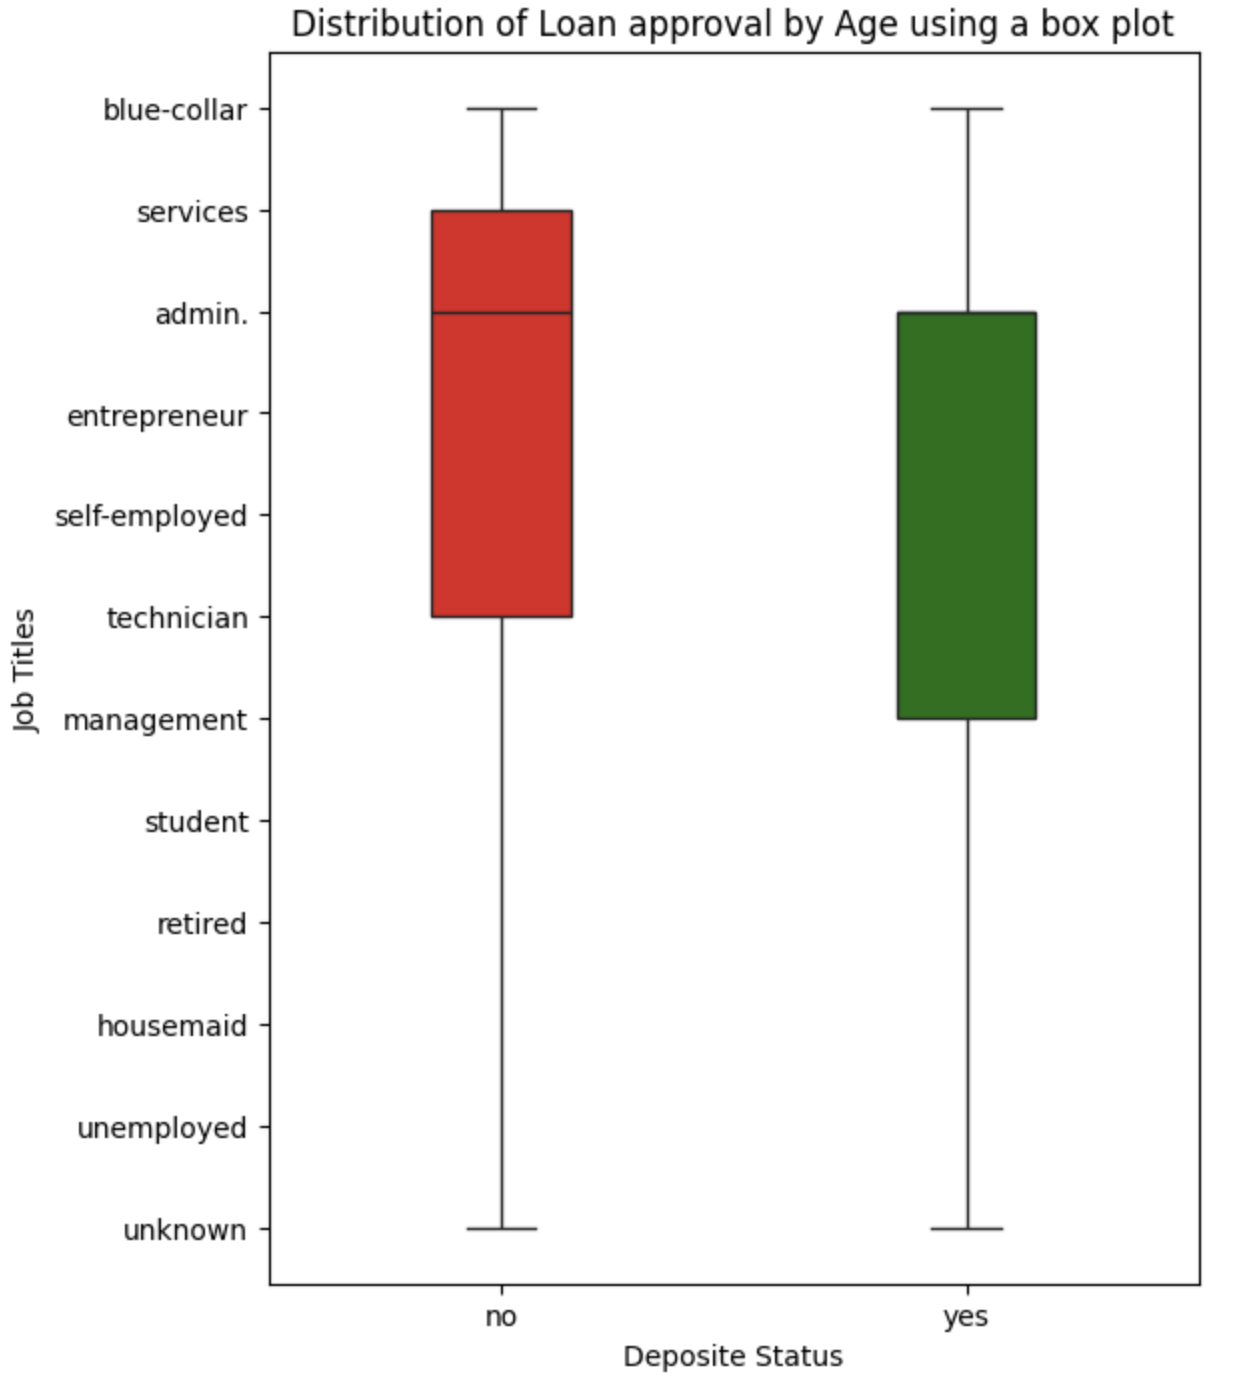 Distribution of Loan approval by Age using a box plot
blue-collar
services
admin.
entrepreneur
self-employed
technician
management
student
retired
housemaid
unemployed
unknown
Job Titles
no
yes
Deposite Status